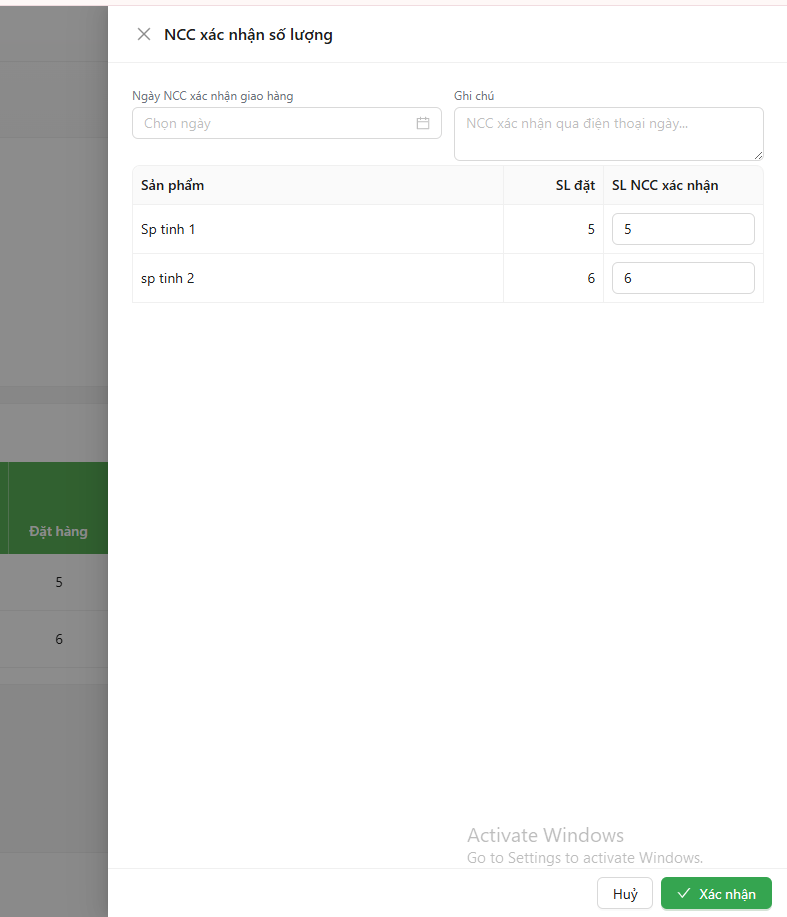 NCC xác nhận số lượng
Ngày NCC xác nhận giao hàng
Ghi chú
Chọn ngày
NCC xác nhận qua điện thoại ngày...
Sản phẩm SL đặt SL NCC xác nhận
Sp tinh 1 5 5
sp tinh 2 6 6
Đặt hàng
5
6
Activate Windows
Go to Settings to activate Windows.
Huỷ Xác nhận